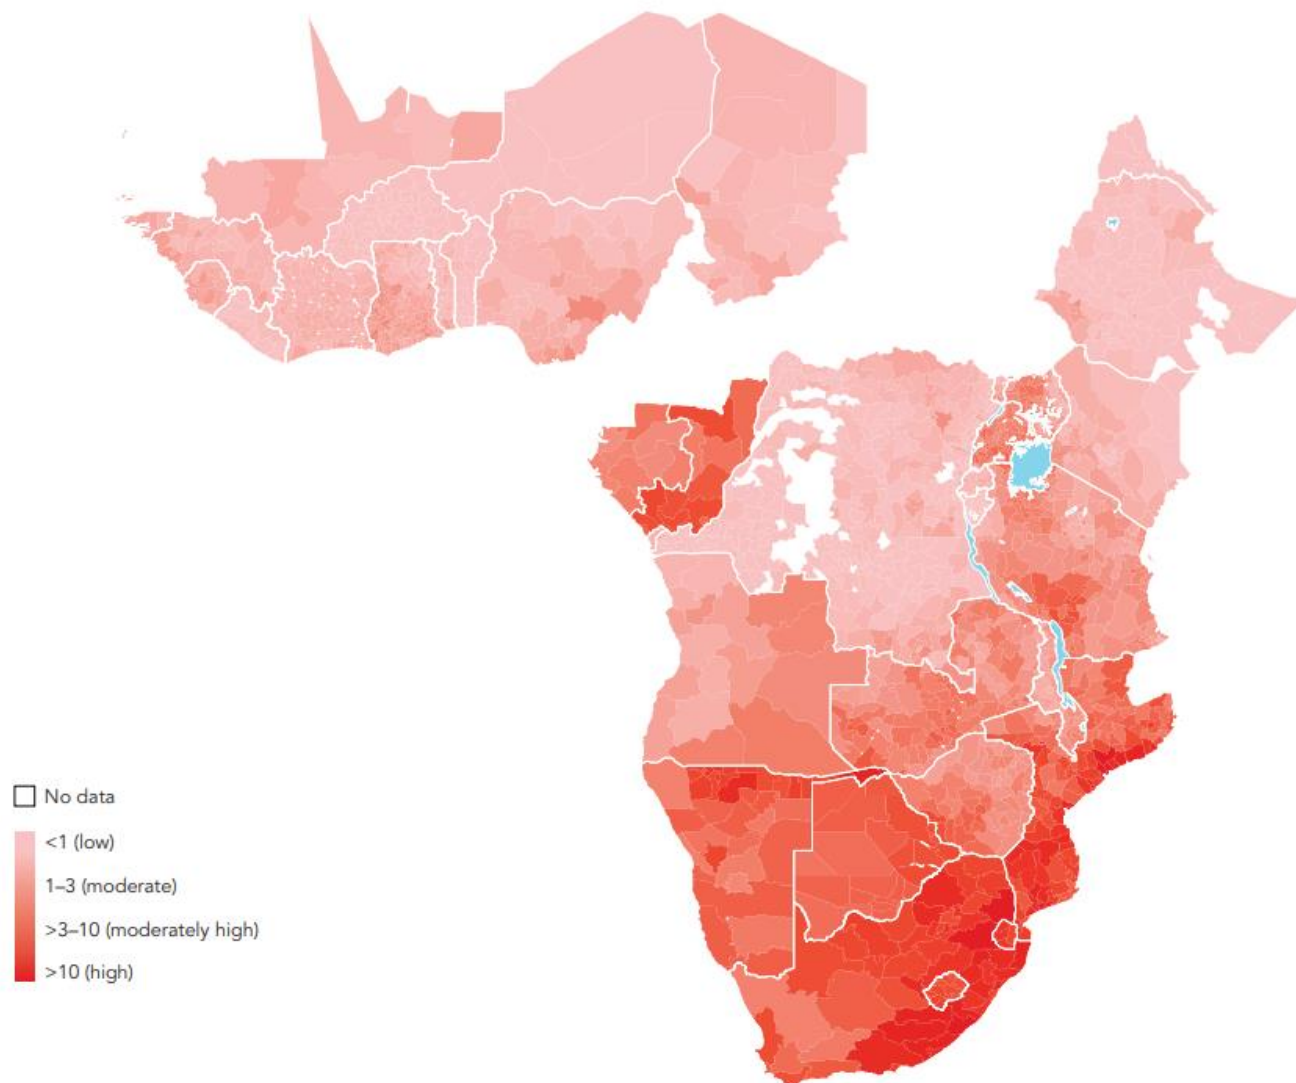 No data
<1 (low)
1–3 (moderate)
>3–10 (moderately high)
>10 (high)